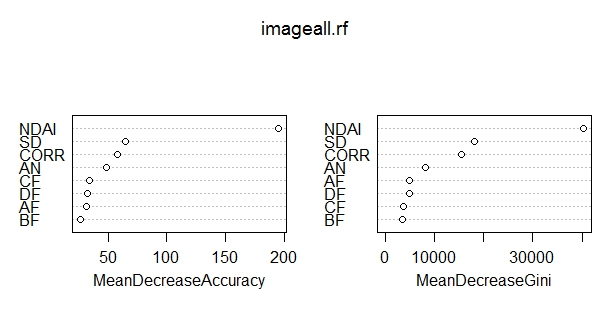 imageall.rf
NDAI
SD
CORR
AN
CF
DF
AF
BF
50 100 150 200
MeanDecreaseAccuracy
NDAI
SD
CORR
AN
AF
DF
CF
BF
0 10000 30000
MeanDecreaseGini